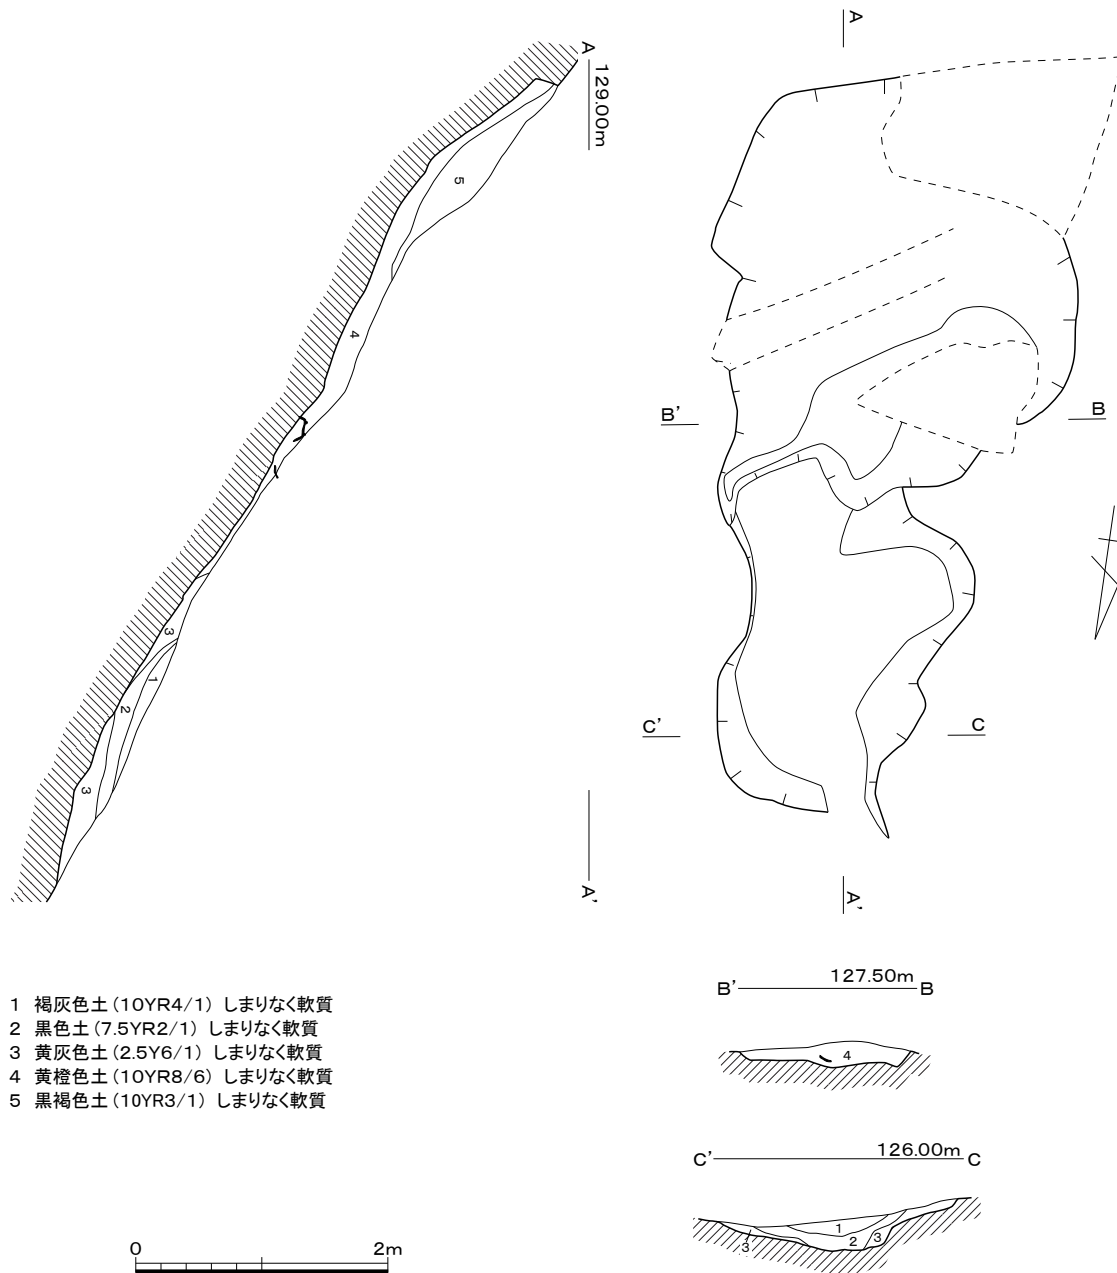 A
129.00m
5
4
3
1
2
3
A'
A
B'
B
C'
C
A'
127.50m
B'
B
4
126.00m
C'
C
1
2
3
3
1 褐灰色土(10YR4/1) しまりなく軟質
2 黒色土(7.5YR2/1) しまりなく軟質
3 黄灰色土(2.5Y6/1) しまりなく軟質
4 黄橙色土(10YR8/6) しまりなく軟質
5 黒褐色土(10YR3/1) しまりなく軟質
0 2m